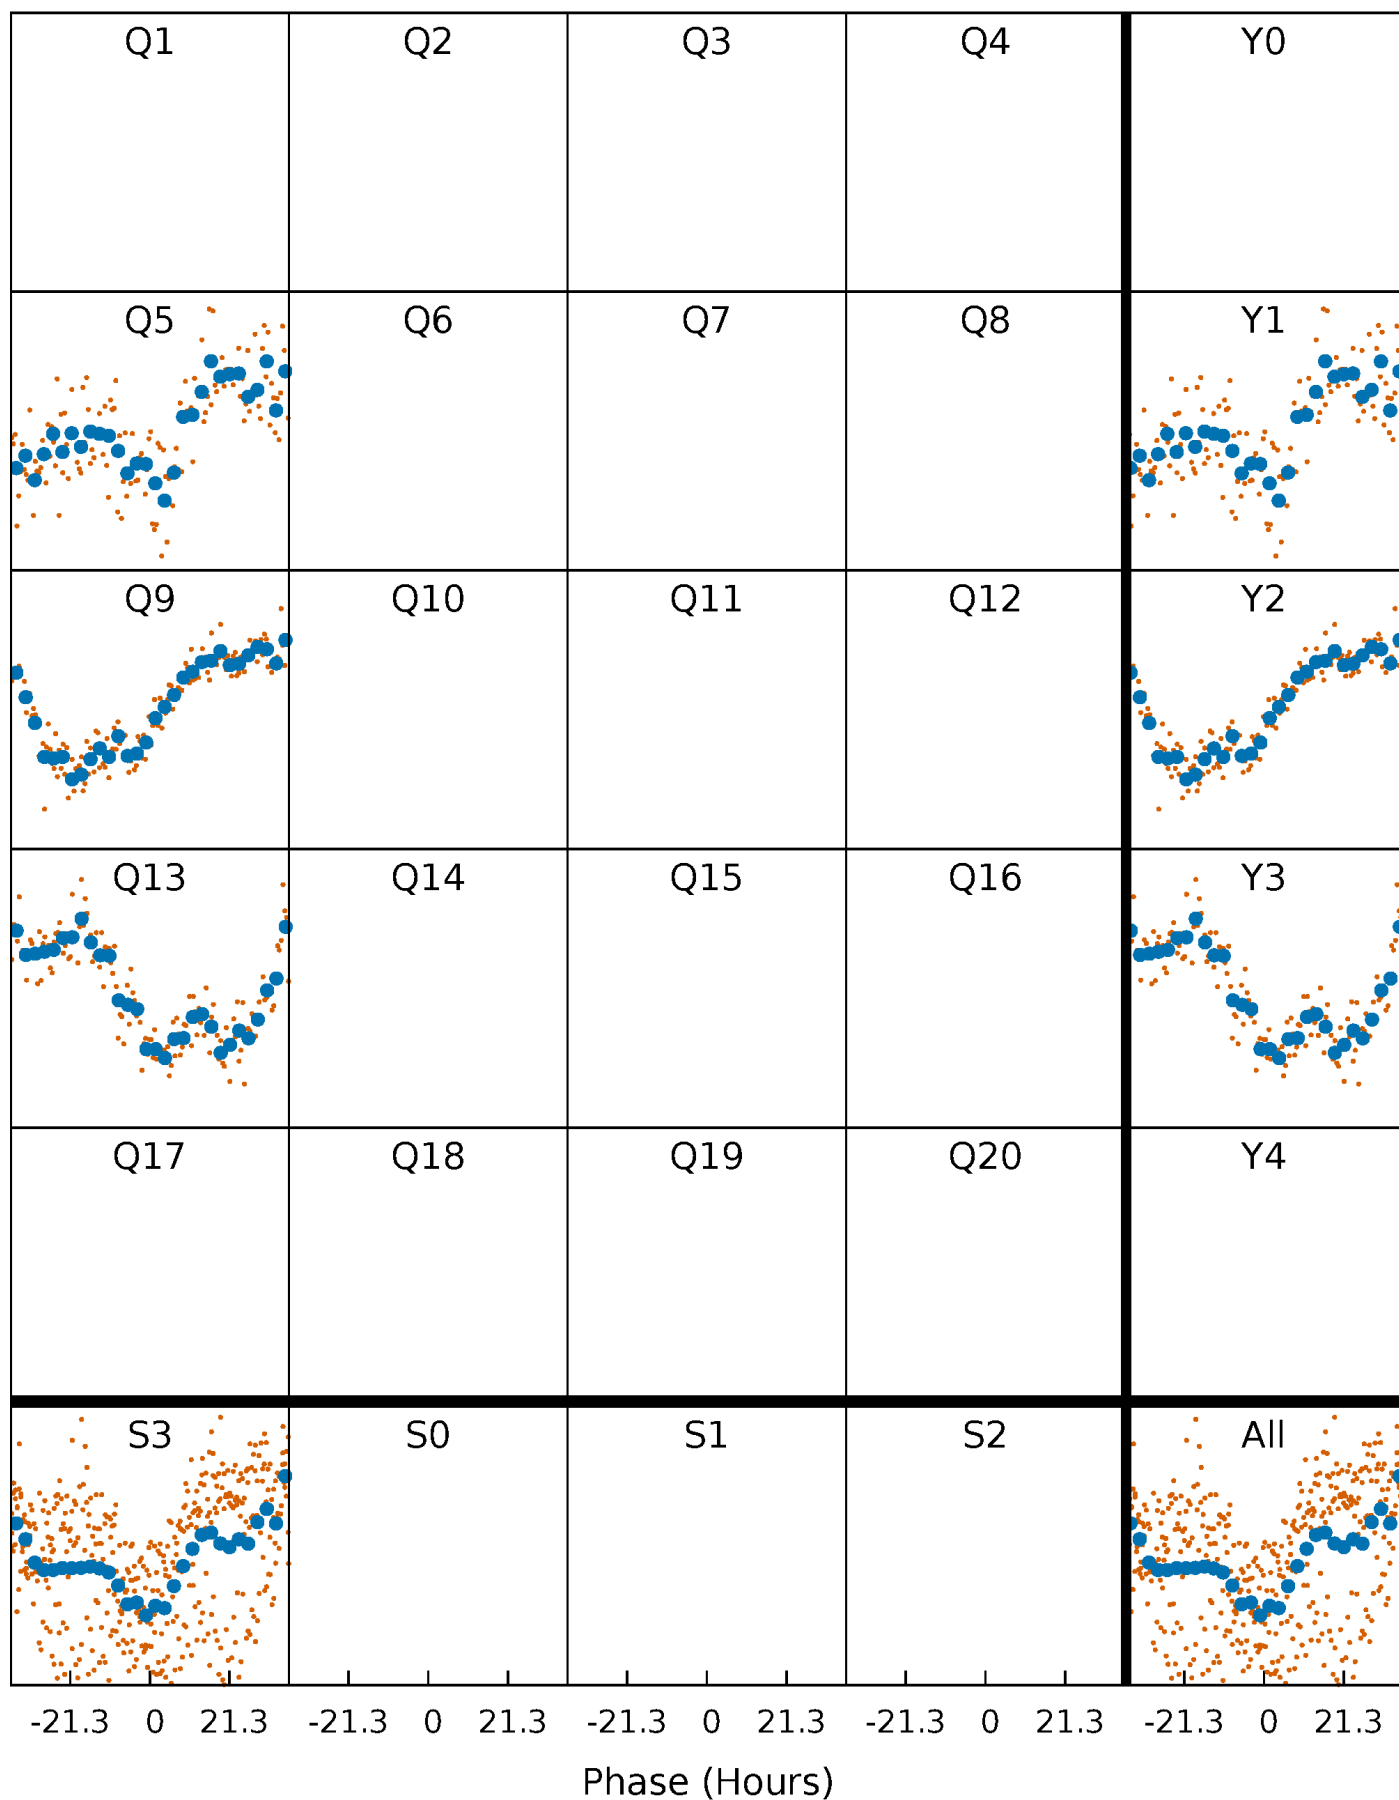 Q1 Q2 Q3 Q4 Y0
Q5 Q6 Q7 Q8 Y1
Q9 Q10 Q11 Q12 Y2
Q13 Q14 Q15 Q16 Y3
Q17 Q18 Q19 Q20 Y4
S3 S0 S1 S2 All
-21.3 0 21.3 -21.3 0 21.3 -21.3 0 21.3 -21.3 0 21.3 -21.3 0 21.3
Phase (Hours)